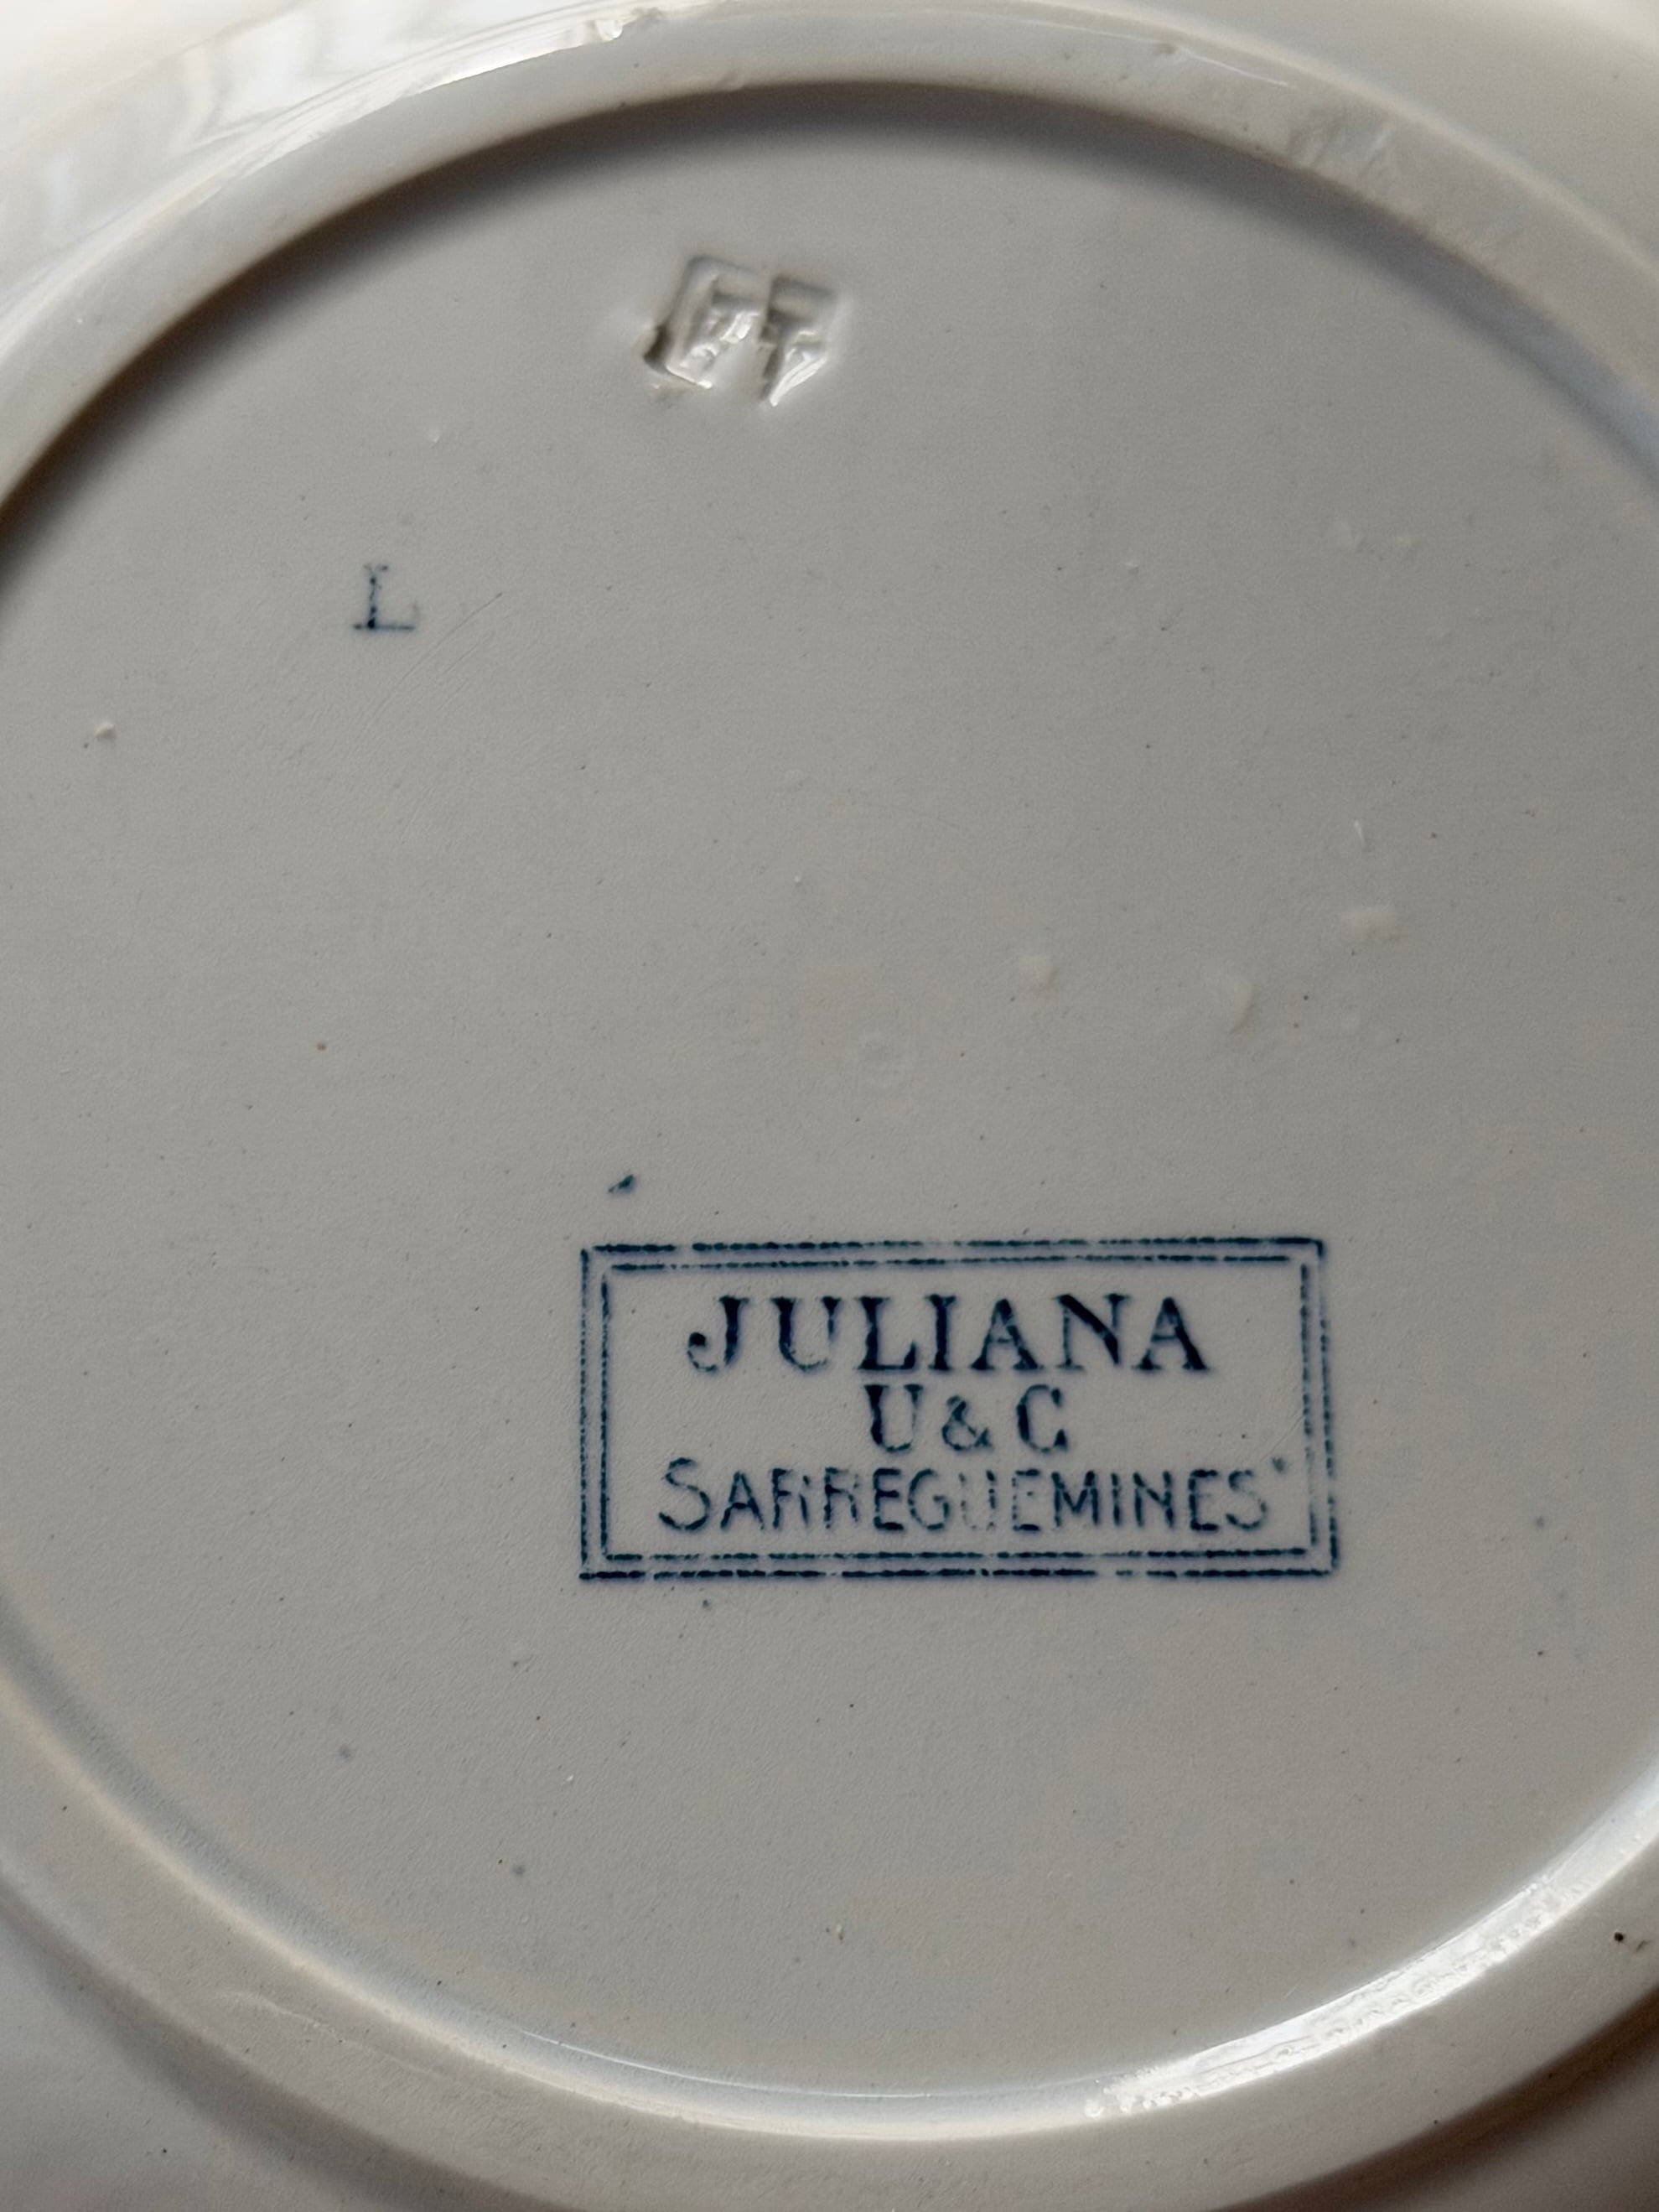 L
JULIANA
U & C
SARREGUEMINES